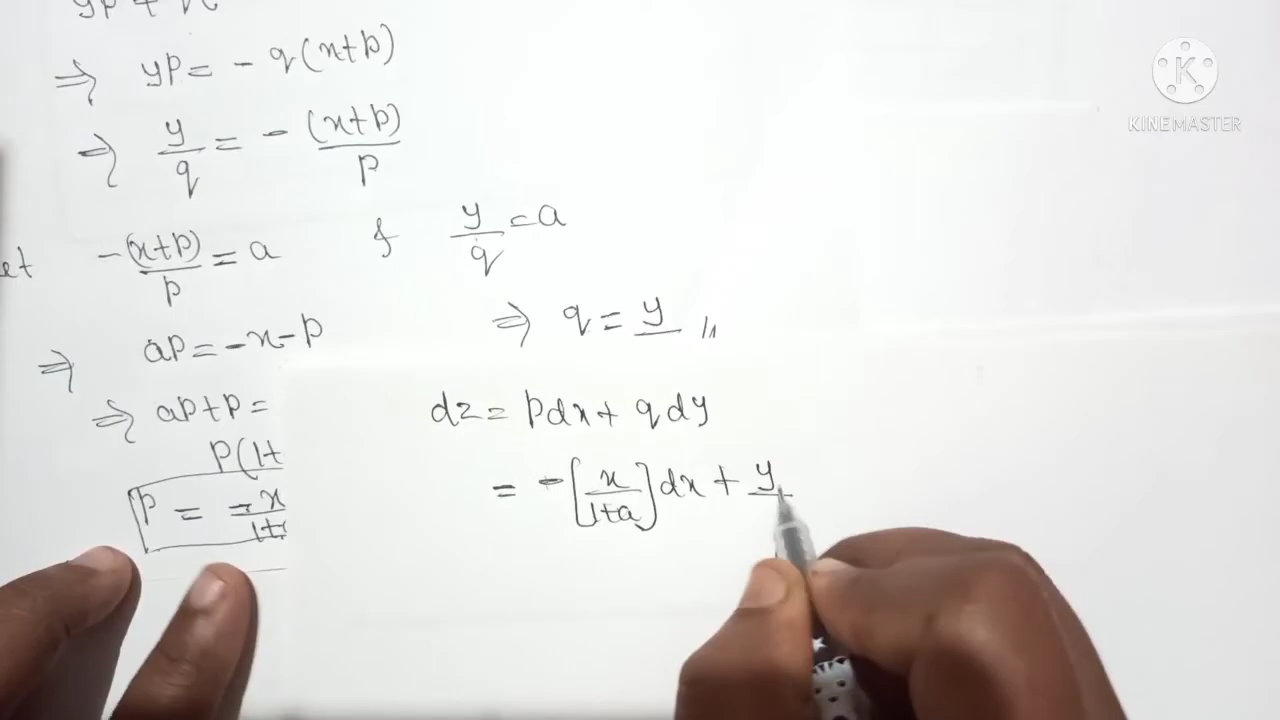 ⇒ yp = - q(x+p)
⇒ y/q = - (x+p)/p
et -(x+p)/p = a & y/q = a
⇒ ap = -x-p ⇒ q = y/ //
⇒ ap+p = dz = pdx + qdy
P(1+ = -[x/1+a]dx + y
p = -x/1+
KINEMASTER